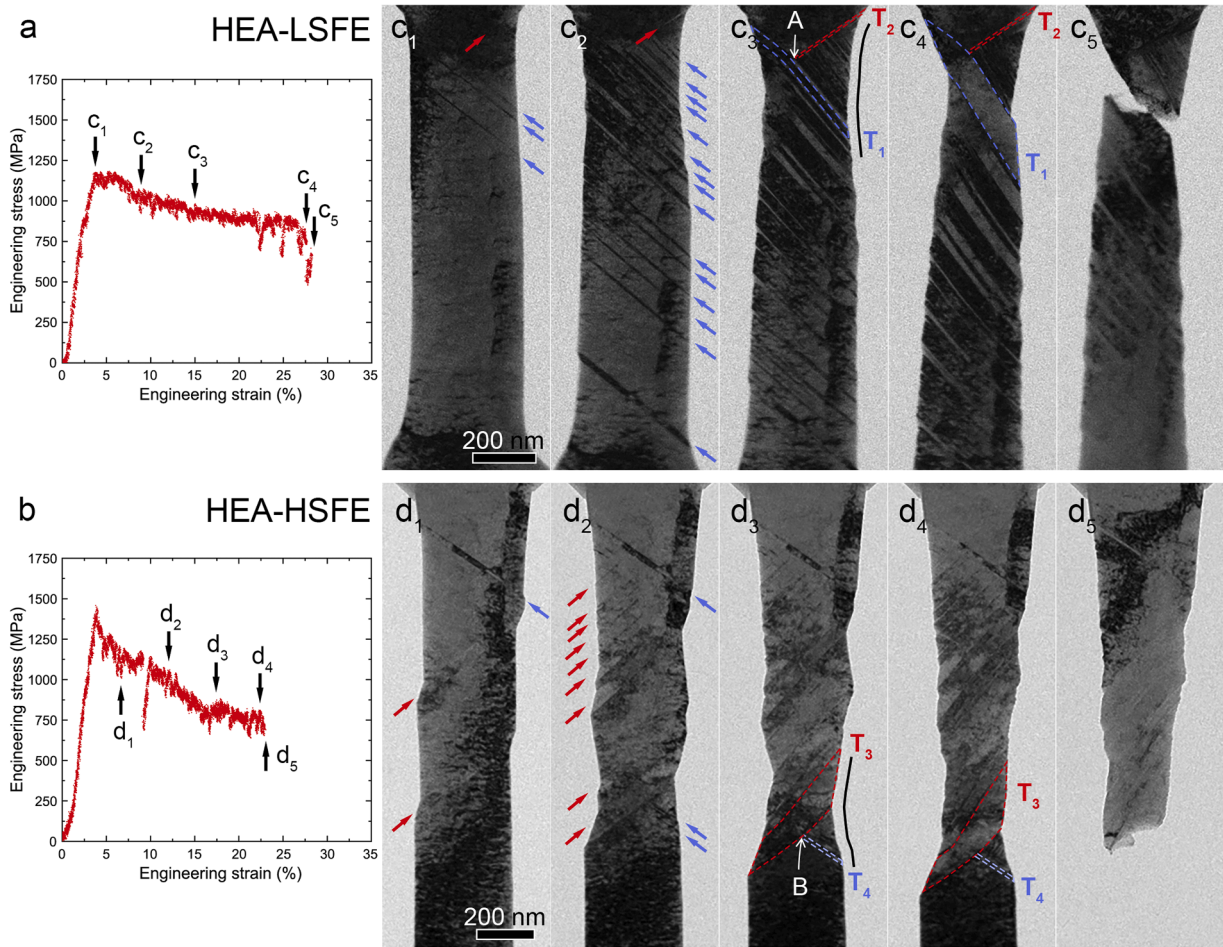 a
HEA-LSFE
1750
1500
1250
1000
750
500
250
0
0 5 10 15 20 25 30 35
Engineering stress (MPa)
Engineering strain (%)
c1
c2
c3
c4
c5
c1
200 nm
c2
c3
A
T2
T1
c4
T2
T1
c5
b
HEA-HSFE
1750
1500
1250
1000
750
500
250
0
0 5 10 15 20 25 30 35
Engineering stress (MPa)
Engineering strain (%)
d1
d2
d3
d4
d5
d1
200 nm
d2
d3
T3
B
T4
d4
T3
T4
d5